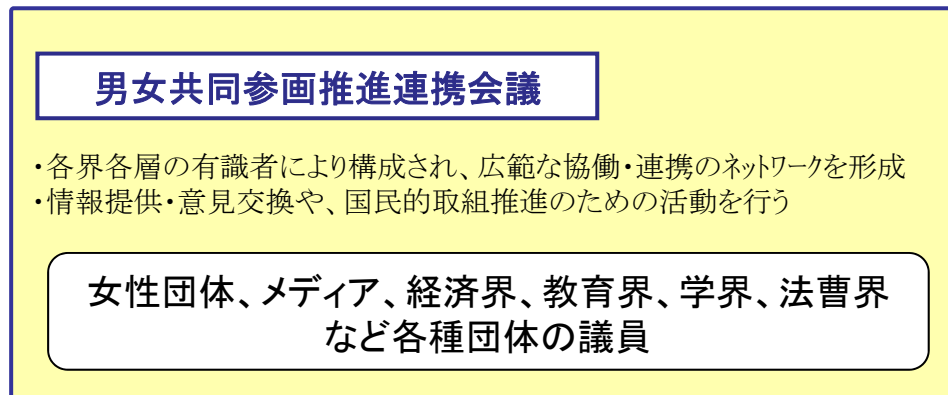 男女共同参画推進連携会議
・各界各層の有識者により構成され、広範な協働・連携のネットワークを形成
・情報提供・意見交換や、国民的取組推進のための活動を行う
女性団体、メディア、経済界、教育界、学界、法曹界
など各種団体の議員